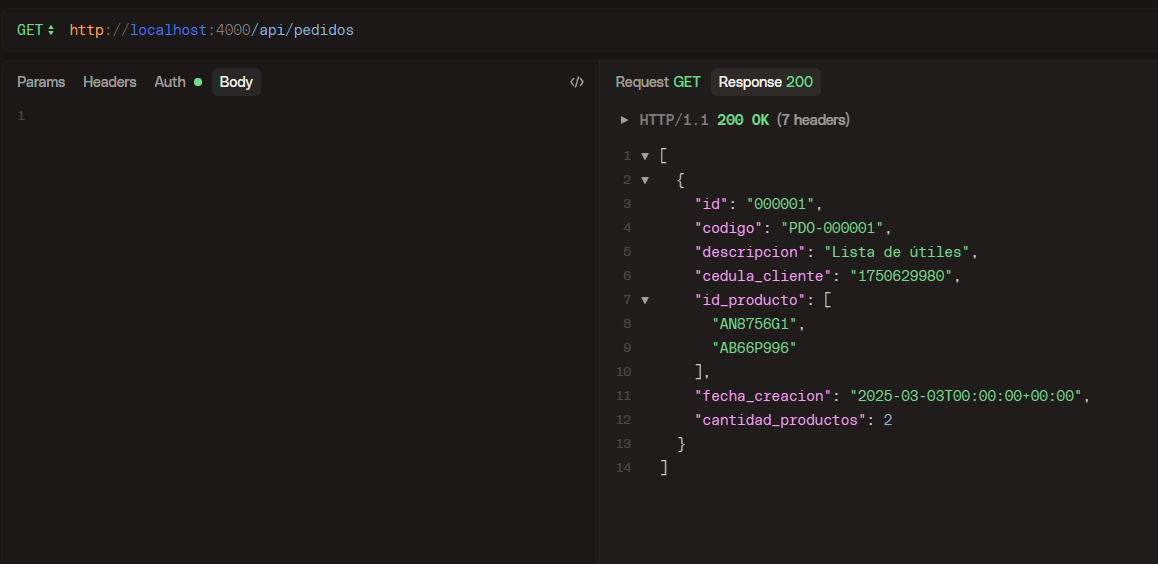 GET http://localhost:4000/api/pedidos
Params Headers Auth Body </>
1
Request GET Response 200
HTTP/1.1 200 OK (7 headers)
1 [
2 {
3 "id": "000001",
4 "codigo": "PDO-000001",
5 "descripcion": "Lista de útiles",
6 "cedula_cliente": "1750629980",
7 "id_producto": [
8 "AN8756G1",
9 "AB66P996"
10 ],
11 "fecha_creacion": "2025-03-03T00:00:00+00:00",
12 "cantidad_productos": 2
13 }
14 ]